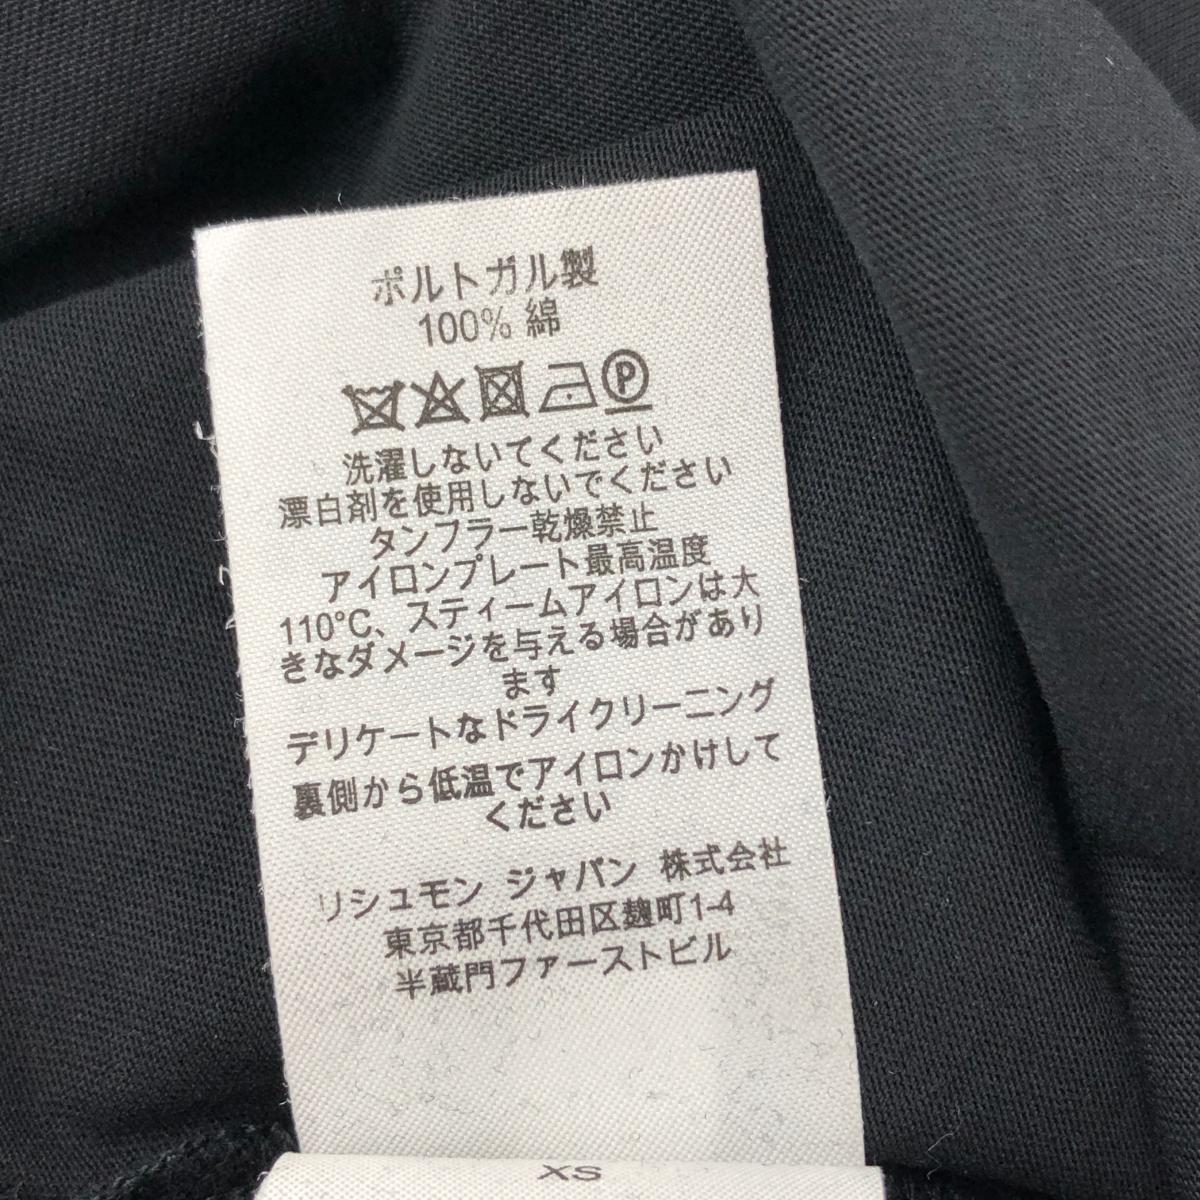 ポルトガル製
100% 綿
P
洗濯しないてください
漂白剤を使用しないでください
タンフラー乾燥禁止
アイロンプレート最高温度
110°C、スティームアイロンは大
きなダメージを与える場合があり
ます
デリケートなドライクリーニング
裏側から低温でアイロンかけして
ください
リシュモン ジャパン 株式会社
東京都千代田区麹町1-4
半蔵門ファーストビル
XS